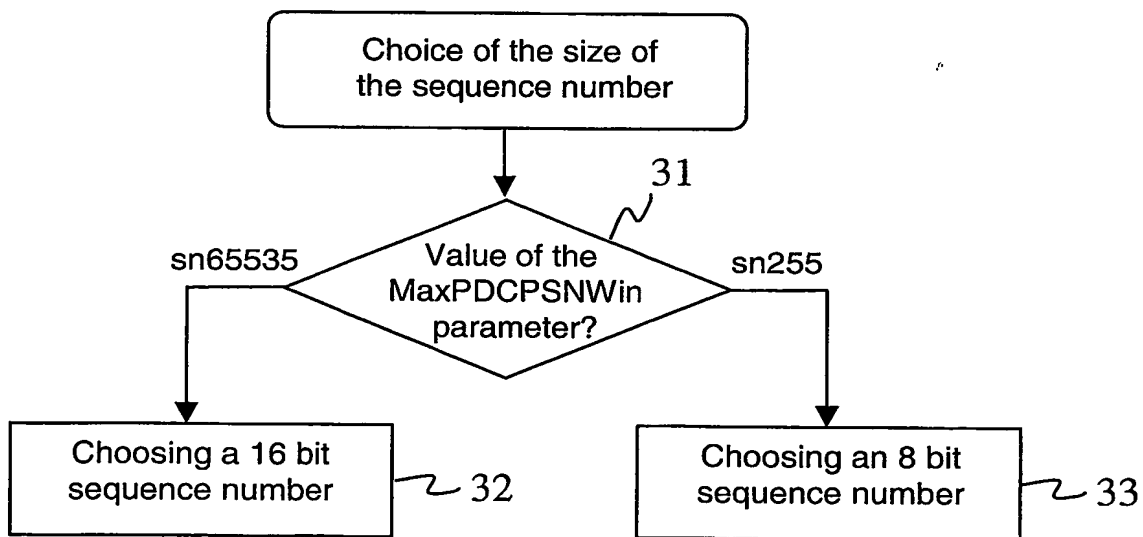 Choice of the size of
the sequence number
31
sn65535
Value of the
MaxPDCPSNWin
parameter?
sn255
Choosing a 16 bit
sequence number
32
Choosing an 8 bit
sequence number
33